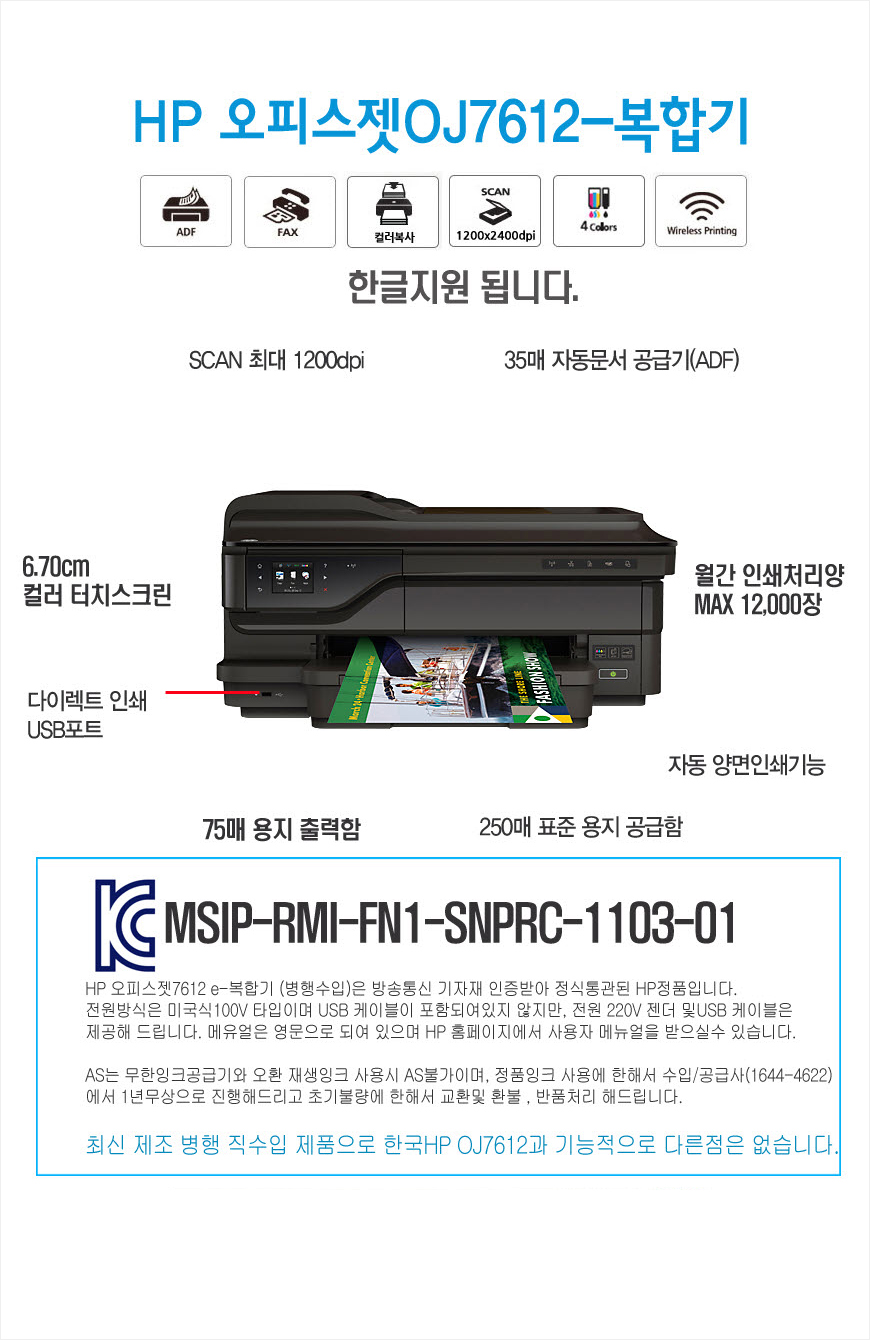 HP 오피스젯OJ7612-복합기
ADF
FAX
컬러복사
SCAN
1200x2400dpi
4 Colors
Wireless Printing
한글지원 됩니다.
SCAN 최대 1200dpi
35매 자동문서 공급기(ADF)
6.70cm
컬러 터치스크린
월간 인쇄처리양
MAX 12,000장
March 24 · Harbor Convention Center
THE SHAPE LINE
FASHION SHOW
다이렉트 인쇄
USB포트
자동 양면인쇄기능
75매 용지 출력함
250매 표준 용지 공급함
MSIP-RMI-FN1-SNPRC-1103-01
HP 오피스젯7612 e-복합기 (병행수입)은 방송통신 기자재 인증받아 정식통관된 HP정품입니다.
전원방식은 미국식100V 타입이며 USB 케이블이 포함되여있지 않지만, 전원 220V 젠더 및USB 케이블은
제공해 드립니다. 메유얼은 영문으로 되여 있으며 HP 홈페이지에서 사용자 메뉴얼을 받으실수 있습니다.
AS는 무한잉크공급기와 오환 재생잉크 사용시 AS불가이며, 정품잉크 사용에 한해서 수입/공급사(1644-4622)
에서 1년무상으로 진행해드리고 초기불량에 한해서 교환및 환불 , 반품처리 해드립니다.
최신 제조 병행 직수입 제품으로 한국HP OJ7612과 기능적으로 다른점은 없습니다.